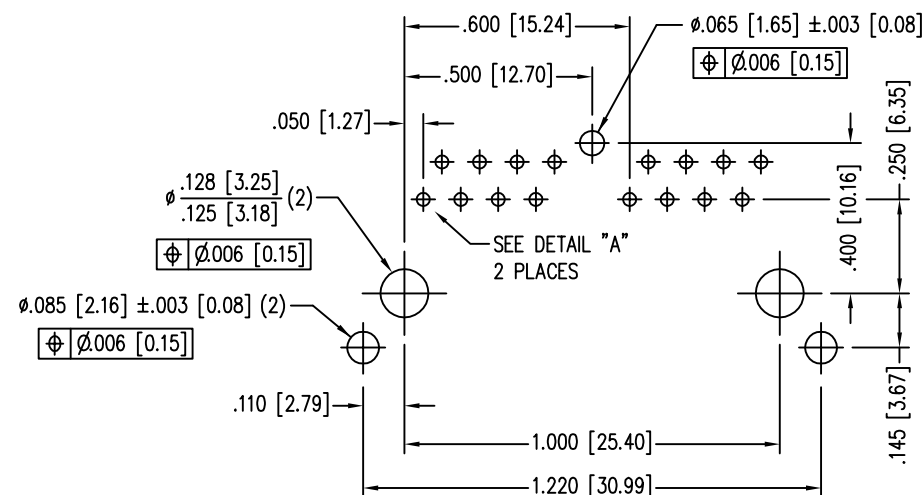 .600 [15.24]
⌀.065 [1.65] ±.003 [0.08]
⌖ ⌀.006 [0.15]
.500 [12.70]
.050 [1.27]
.250 [6.35]
.400 [10.16]
⌀ .128 [3.25]
.125 [3.18] (2)
⌖ ⌀.006 [0.15]
SEE DETAIL "A"
2 PLACES
⌀.085 [2.16] ±.003 [0.08] (2)
⌖ ⌀.006 [0.15]
.145 [3.67]
.110 [2.79]
1.000 [25.40]
1.220 [30.99]